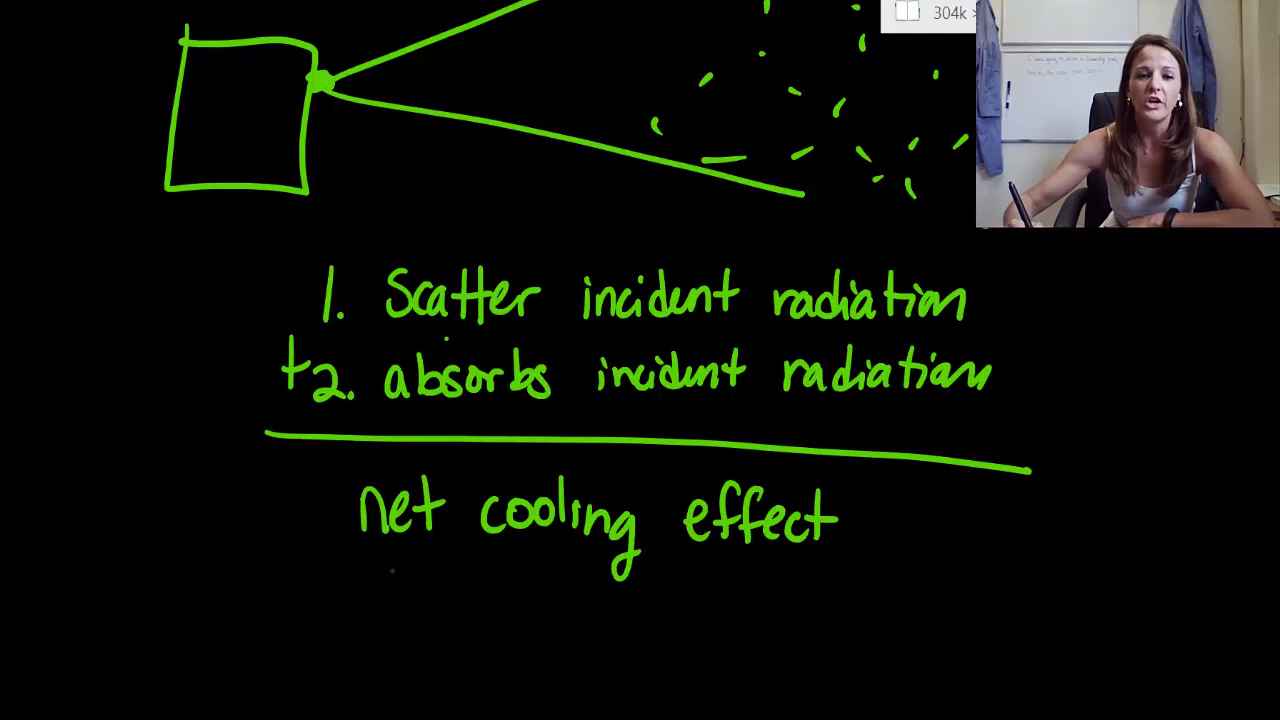 304k
1. Scatter incident radiation
+2. absorbs incident radiation
net cooling effect